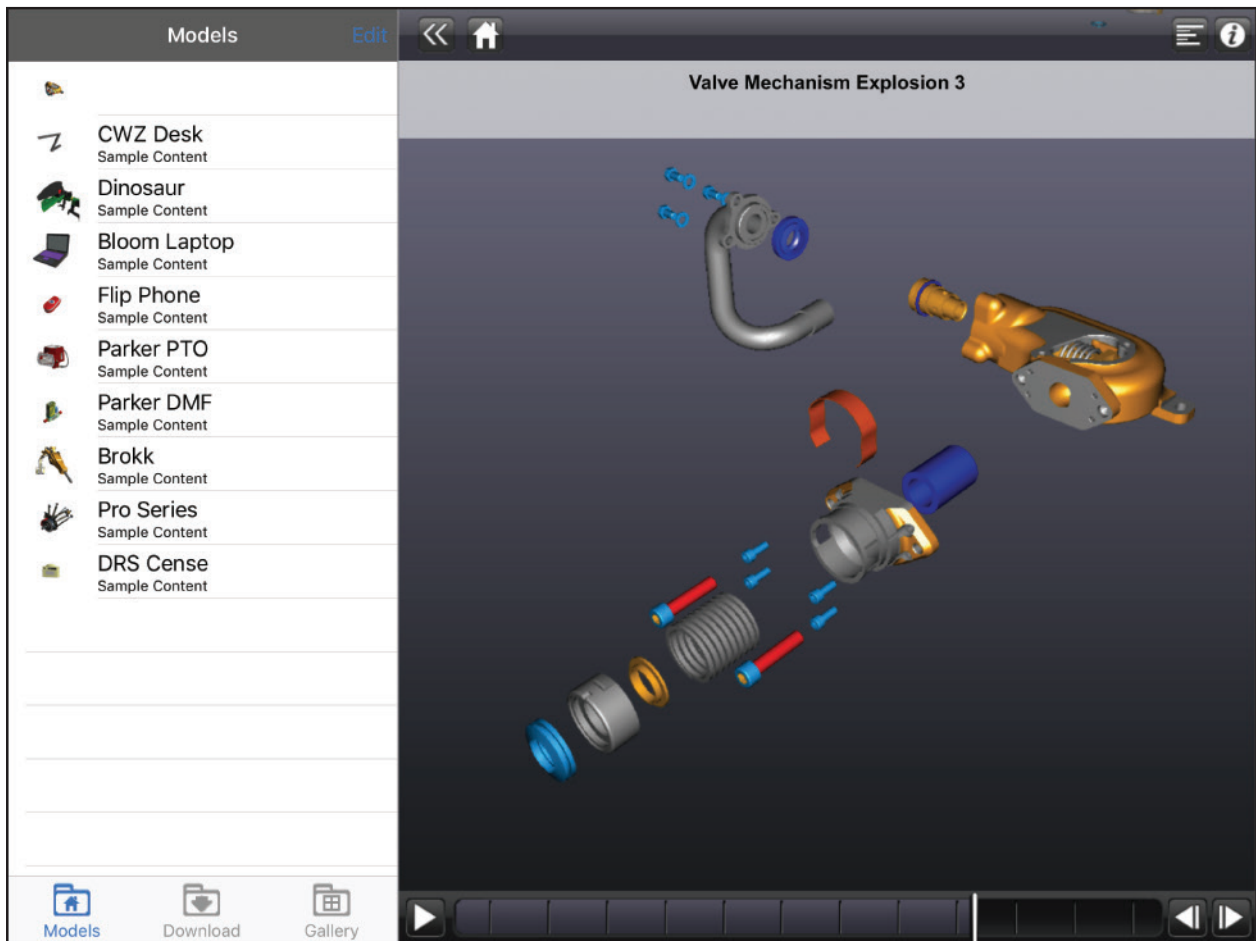 Models
Edit
CWZ Desk
Sample Content
Dinosaur
Sample Content
Bloom Laptop
Sample Content
Flip Phone
Sample Content
Parker PTO
Sample Content
Parker DMF
Sample Content
Brokk
Sample Content
Pro Series
Sample Content
DRS Cense
Sample Content
Models
Download
Gallery
Valve Mechanism Explosion 3